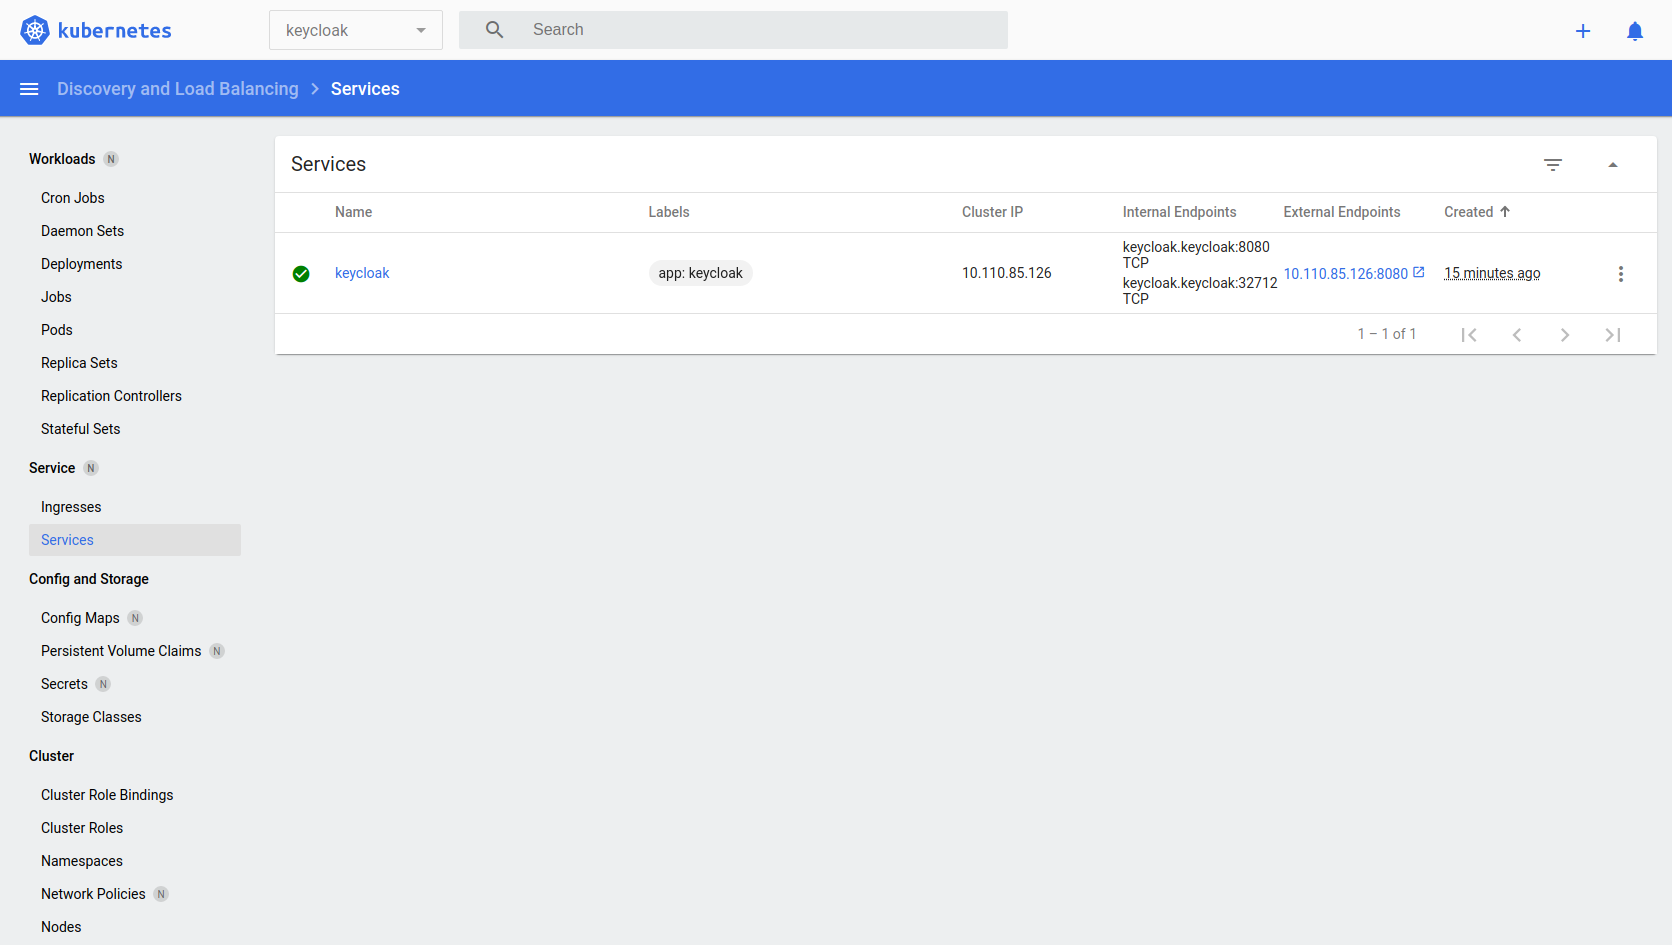 kubernetes
keycloak
Search
Discovery and Load Balancing
Services
Workloads N
Cron Jobs
Daemon Sets
Deployments
Jobs
Pods
Replica Sets
Replication Controllers
Stateful Sets
Service N
Ingresses
Services
Config and Storage
Config Maps N
Persistent Volume Claims N
Secrets N
Storage Classes
Cluster
Cluster Role Bindings
Cluster Roles
Namespaces
Network Policies N
Nodes
Services
Name Labels Cluster IP Internal Endpoints External Endpoints Created
keycloak
app: keycloak
10.110.85.126
keycloak.keycloak:8080
TCP
keycloak.keycloak:32712
TCP
10.110.85.126:8080
15 minutes ago
1 – 1 of 1